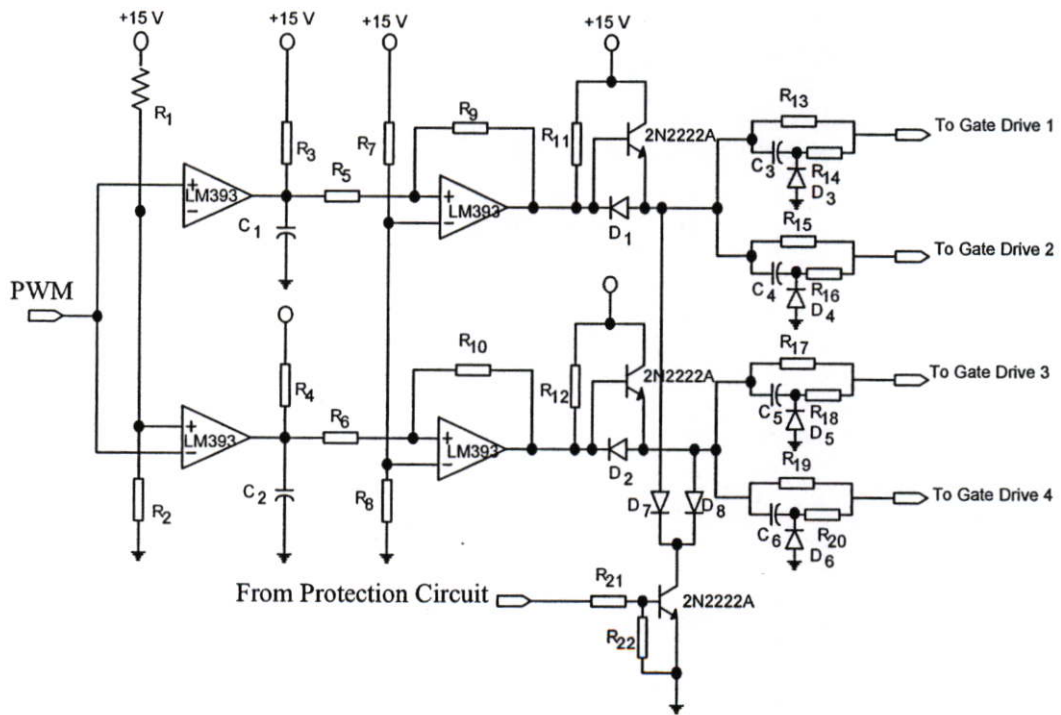 +15 V
+15 V
+15 V
+15 V
R1
R3
R7
R9
R11
2N2222A
R13
To Gate Drive 1
C3
R14
D3
+
-
LM393
R5
+
-
LM393
C1
D1
R15
To Gate Drive 2
C4
R16
D4
PWM
R4
R10
R12
2N2222A
R17
To Gate Drive 3
C5
R18
D5
+
-
LM393
R6
+
-
LM393
C2
R2
R8
D2
D7
D8
R19
To Gate Drive 4
C6
R20
D6
From Protection Circuit
R21
2N2222A
R22